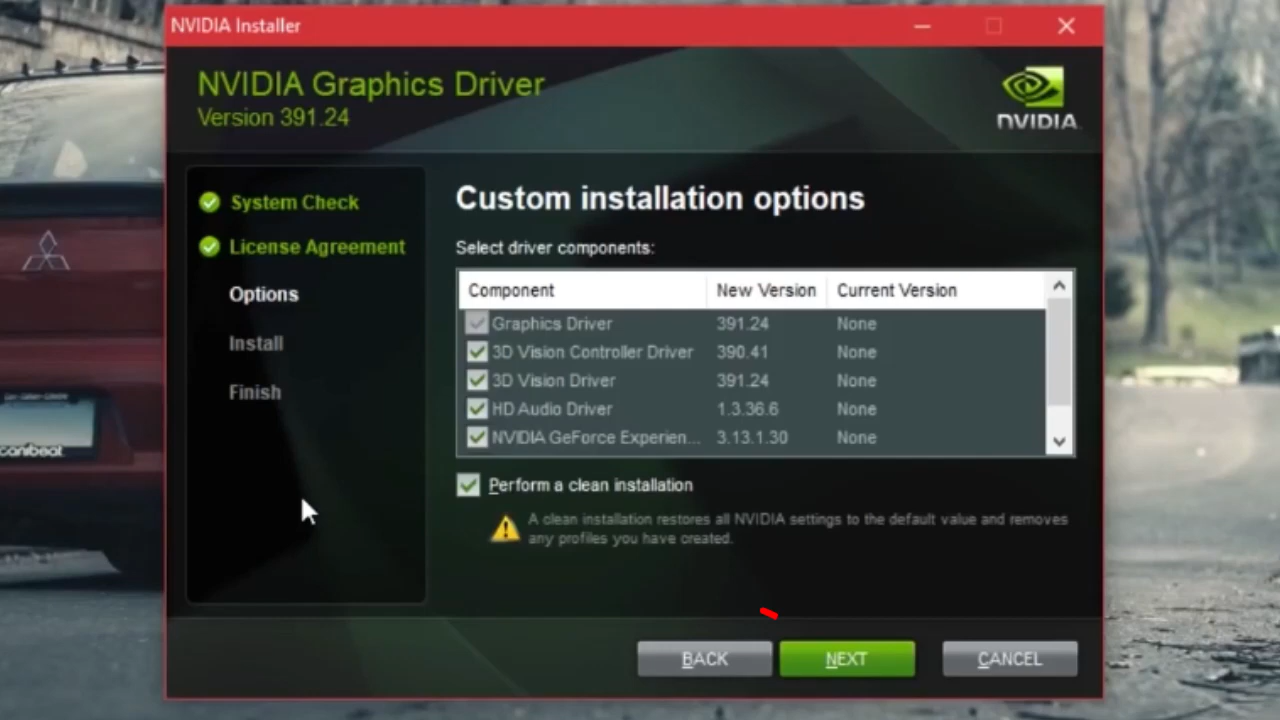 NVIDIA Installer
NVIDIA Graphics Driver
Version 391.24
NVIDIA
System Check
License Agreement
Options
Install
Finish
Custom installation options
Select driver components:
Component New Version Current Version
Graphics Driver 391.24 None
3D Vision Controller Driver 390.41 None
3D Vision Driver 391.24 None
HD Audio Driver 1.3.36.6 None
NVIDIA GeForce Experien... 3.13.1.30 None
Perform a clean installation
A clean installation restores all NVIDIA settings to the default value and removes
any profiles you have created.
BACK NEXT CANCEL
canibeat